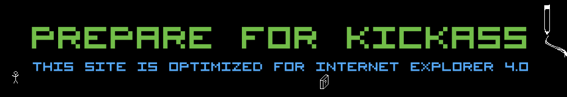 PREPARE FOR KICKASS
THIS SITE IS OPTIMIZED FOR INTERNET EXPLORER 4.0